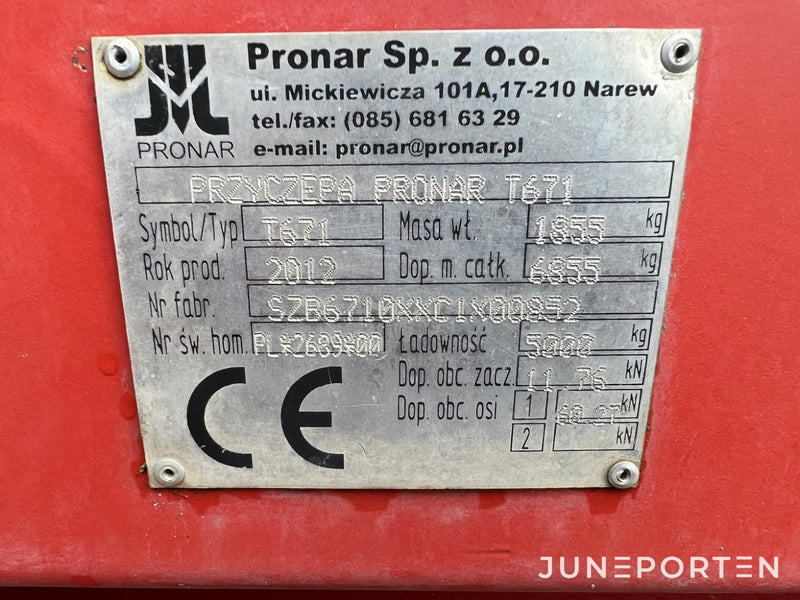 Pronar Sp. z o.o.
ul. Mickiewicza 101A,17-210 Narew
tel./fax: (085) 681 63 29
PRONAR e-mail: pronar@pronar.pl
PRZYCZEPA PRONAR T671
Symbol/Typ T671 Masa wł. 1855 kg
Rok prod. 2012 Dop. m. całk. 6855 kg
Nr fabr. SZB6710XXC1X00852
Nr św. hom. PL*2689*00 Ładowność 5000 kg
Dop. obc. zacz. 11.76 kN
Dop. obc. osi 1 68.27 kN
2 kN
CE
JUNEPORTEN